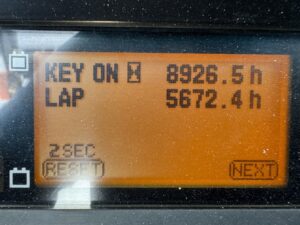 KEY ON 8926.5 h
LAP 5672.4 h
2SEC
RESET NEXT